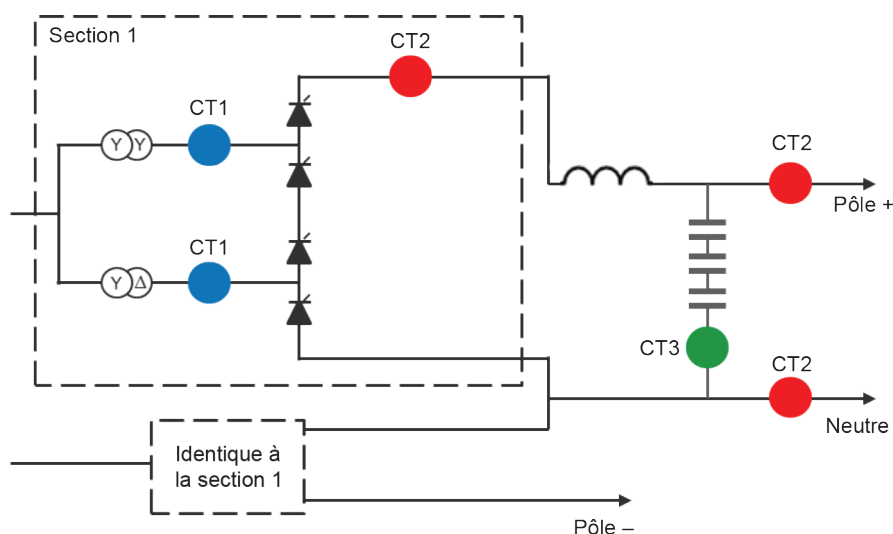 Section 1
CT2
CT1
Y Y
CT2
Pôle +
CT1
Y Δ
CT3
CT2
Neutre
Identique à
la section 1
Pôle –